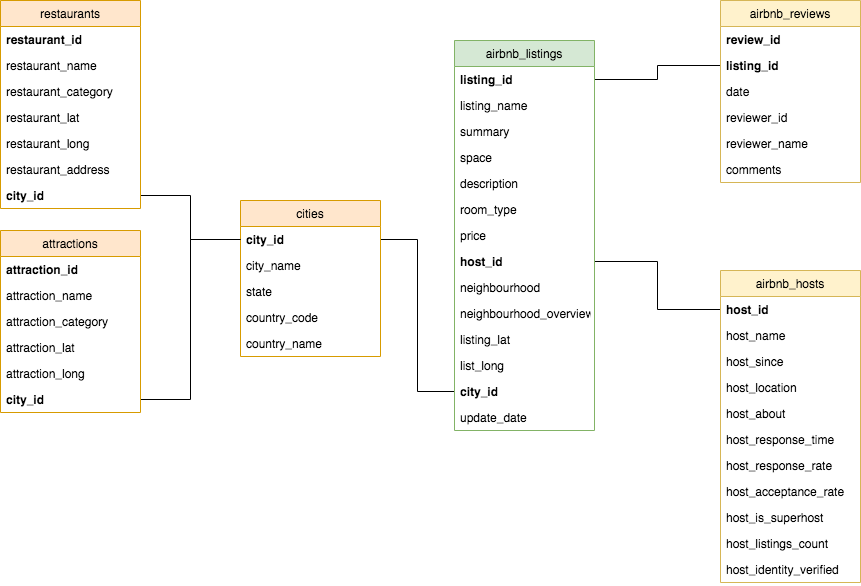 restaurants
restaurant_id
restaurant_name
restaurant_category
restaurant_lat
restaurant_long
restaurant_address
city_id
attractions
attraction_id
attraction_name
attraction_category
attraction_lat
attraction_long
city_id
cities
city_id
city_name
state
country_code
country_name
airbnb_listings
listing_id
listing_name
summary
space
description
room_type
price
host_id
neighbourhood
neighbourhood_overview
listing_lat
list_long
city_id
update_date
airbnb_reviews
review_id
listing_id
date
reviewer_id
reviewer_name
comments
airbnb_hosts
host_id
host_name
host_since
host_location
host_about
host_response_time
host_response_rate
host_acceptance_rate
host_is_superhost
host_listings_count
host_identity_verified